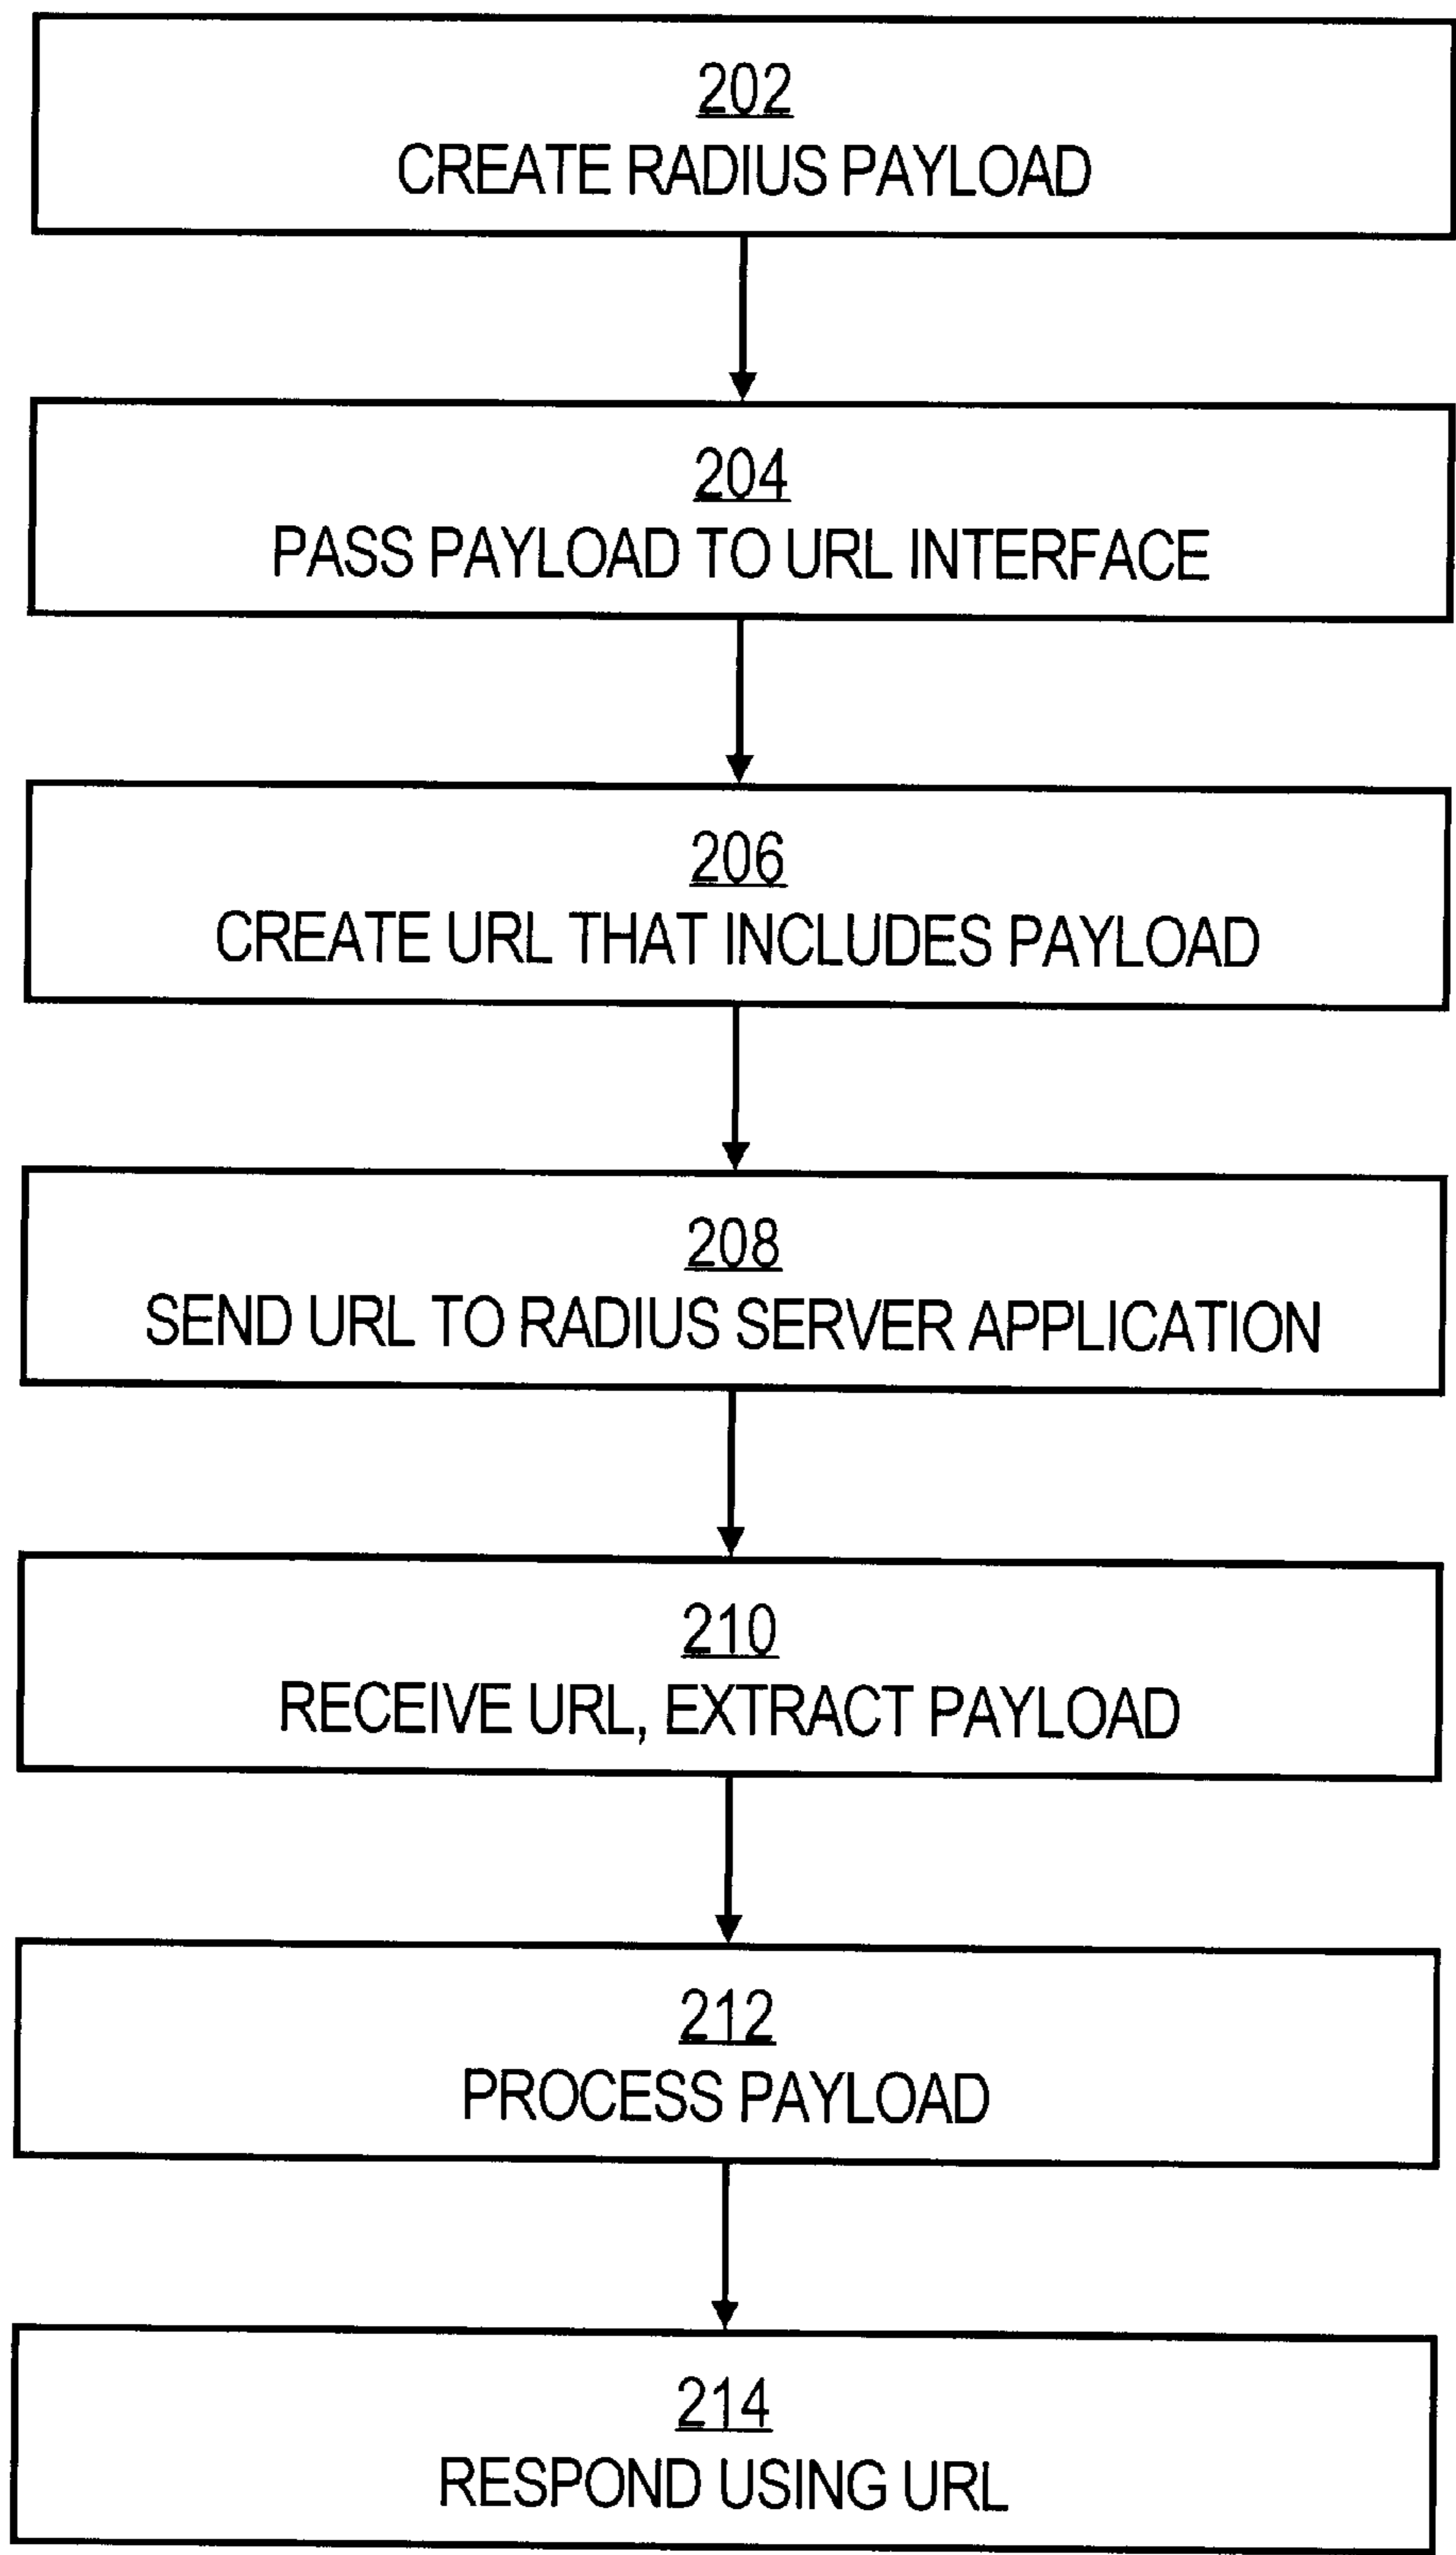 202
CREATE RADIUS PAYLOAD
204
PASS PAYLOAD TO URL INTERFACE
206
CREATE URL THAT INCLUDES PAYLOAD
208
SEND URL TO RADIUS SERVER APPLICATION
210
RECEIVE URL, EXTRACT PAYLOAD
212
PROCESS PAYLOAD
214
RESPOND USING URL